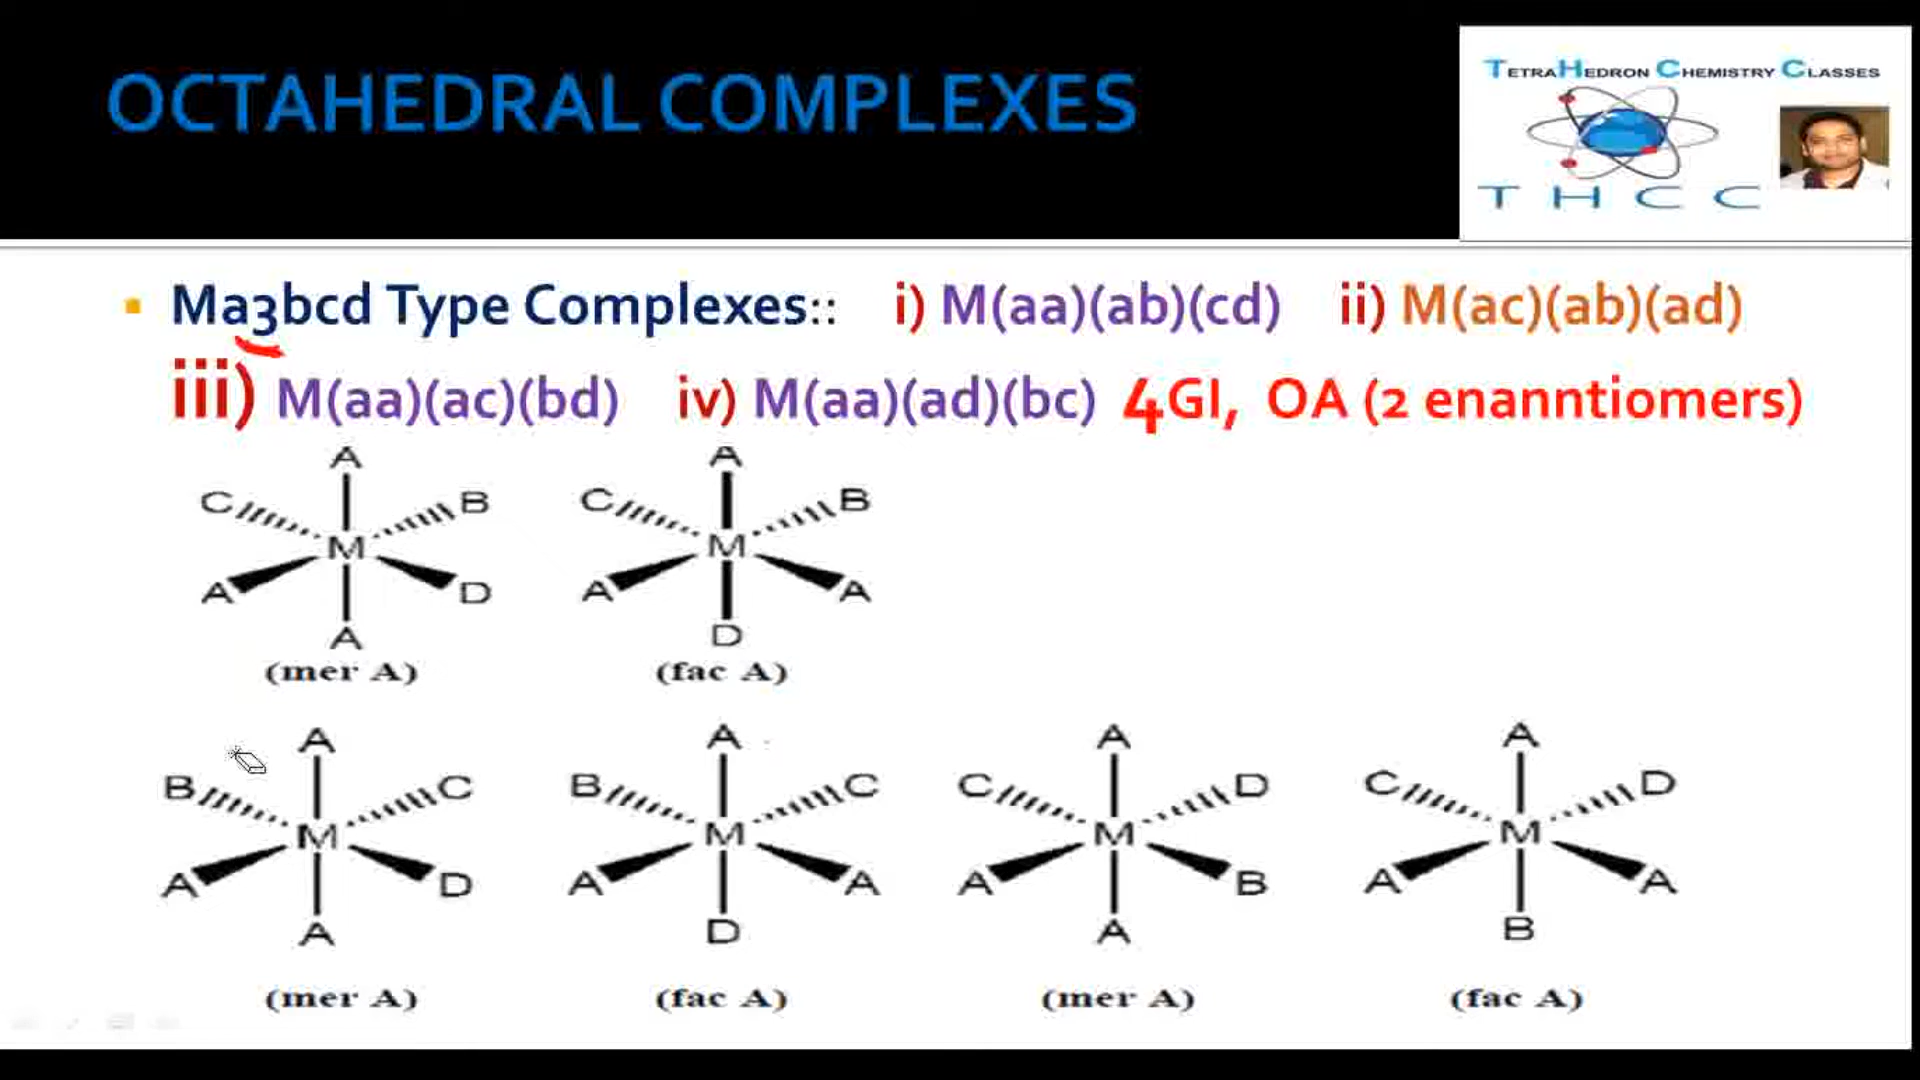 OCTAHEDRAL COMPLEXES
TETRAHEDRON CHEMISTRY CLASSES
T H C C
Ma3bcd Type Complexes:: i) M(aa)(ab)(cd) ii) M(ac)(ab)(ad)
iii) M(aa)(ac)(bd) iv) M(aa)(ad)(bc) 4GI, OA (2 enanntiomers)
A A
C B C B
M M
A D A A
A D
(mer A) (fac A)
A A A A
B C B C C D C D
M M M M
A D A A A B A A
A D A B
(mer A) (fac A) (mer A) (fac A)